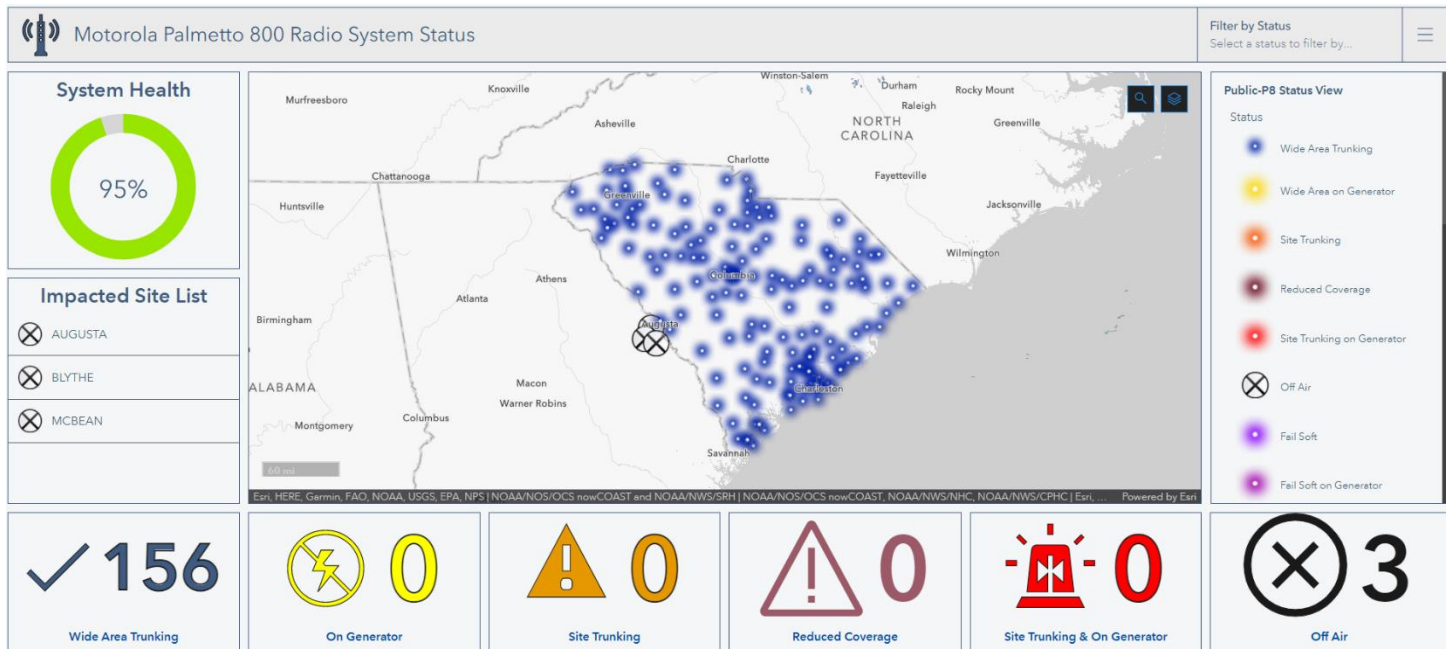 Motorola Palmetto 800 Radio System Status
Filter by Status
Select a status to filter by...
System Health
95%
Impacted Site List
AUGUSTA
BLYTHE
MCBEAN
Winston-Salem
Durham
Rocky Mount
Knoxville
Murfreesboro
Raleigh
NORTH
CAROLINA
Greenville
Asheville
Charlotte
Chattanooga
Fayetteville
Greenville
Huntsville
Jacksonville
Wilmington
Columbia
Athens
Atlanta
Augusta
Birmingham
ALABAMA
Macon
Charleston
Warner Robins
Columbus
Montgomery
Savannah
60 mi
Esri, HERE, Garmin, FAO, NOAA, USGS, EPA, NPS | NOAA/NOS/OCS nowCOAST and NOAA/NWS/SRH | NOAA/NOS/OCS nowCOAST, NOAA/NWS/NHC, NOAA/NWS/CPHC | Esri, ... Powered by Esri
Public-P8 Status View
Status
Wide Area Trunking
Wide Area on Generator
Site Trunking
Reduced Coverage
Site Trunking on Generator
Off Air
Fail Soft
Fail Soft on Generator
156
Wide Area Trunking
0
On Generator
0
Site Trunking
0
Reduced Coverage
0
Site Trunking & On Generator
3
Off Air